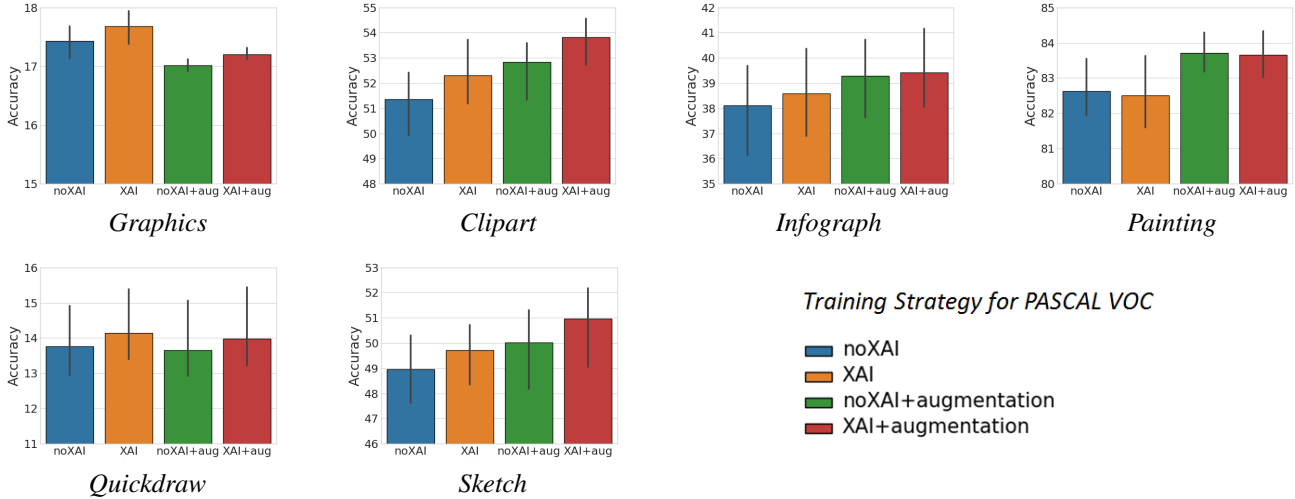 18
17
16
15
Accuracy
noXAI XAI noXAI+aug XAI+aug
Graphics
55
54
53
52
51
50
49
48
Accuracy
noXAI XAI noXAI+aug XAI+aug
Clipart
42
41
40
39
38
37
36
35
Accuracy
noXAI XAI noXAI+aug XAI+aug
Infograph
85
84
83
82
81
80
Accuracy
noXAI XAI noXAI+aug XAI+aug
Painting
16
15
14
13
12
11
Accuracy
noXAI XAI noXAI+aug XAI+aug
Quickdraw
53
52
51
50
49
48
47
46
Accuracy
noXAI XAI noXAI+aug XAI+aug
Sketch
Training Strategy for PASCAL VOC
noXAI
XAI
noXAI+augmentation
XAI+augmentation